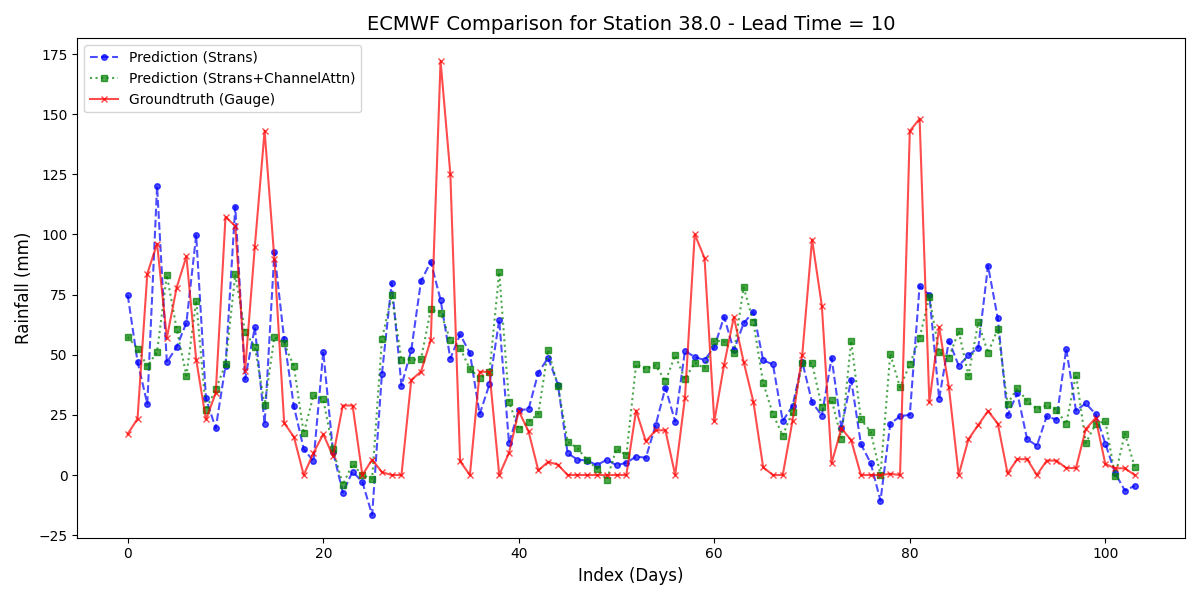 ECMWF Comparison for Station 38.0 - Lead Time = 10
Prediction (Strans)
Prediction (Strans+ChannelAttn)
Groundtruth (Gauge)
Rainfall (mm)
175
150
125
100
75
50
25
0
−25
0 20 40 60 80 100
Index (Days)